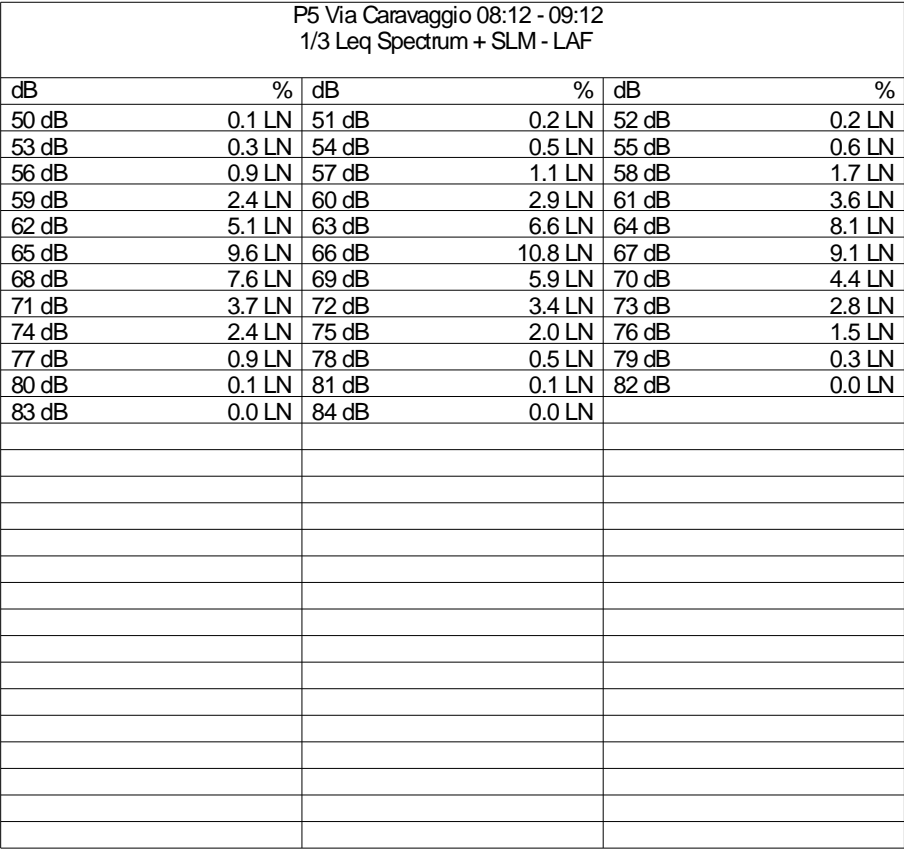 P5 Via Caravaggio 08:12 - 09:12
1/3 Leq Spectrum + SLM - LAF
dB % dB % dB %
50 dB 0.1 LN 51 dB 0.2 LN 52 dB 0.2 LN
53 dB 0.3 LN 54 dB 0.5 LN 55 dB 0.6 LN
56 dB 0.9 LN 57 dB 1.1 LN 58 dB 1.7 LN
59 dB 2.4 LN 60 dB 2.9 LN 61 dB 3.6 LN
62 dB 5.1 LN 63 dB 6.6 LN 64 dB 8.1 LN
65 dB 9.6 LN 66 dB 10.8 LN 67 dB 9.1 LN
68 dB 7.6 LN 69 dB 5.9 LN 70 dB 4.4 LN
71 dB 3.7 LN 72 dB 3.4 LN 73 dB 2.8 LN
74 dB 2.4 LN 75 dB 2.0 LN 76 dB 1.5 LN
77 dB 0.9 LN 78 dB 0.5 LN 79 dB 0.3 LN
80 dB 0.1 LN 81 dB 0.1 LN 82 dB 0.0 LN
83 dB 0.0 LN 84 dB 0.0 LN